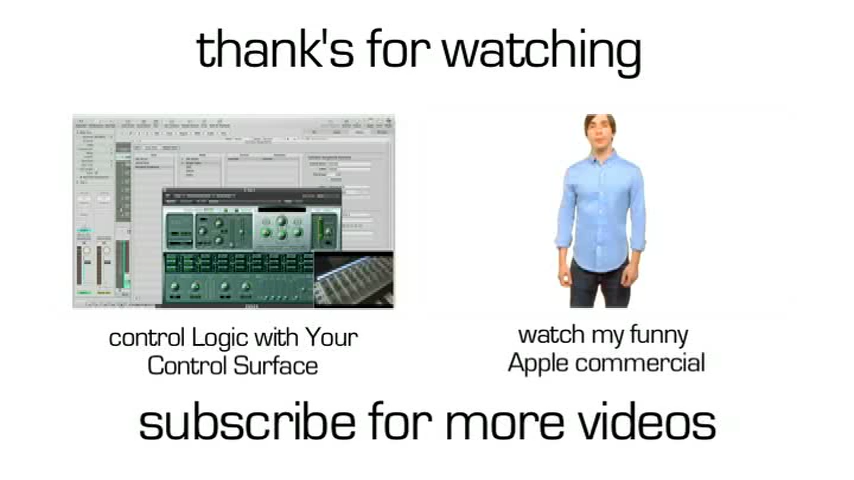 thank's for watching
control Logic with Your
Control Surface
watch my funny
Apple commercial
subscribe for more videos